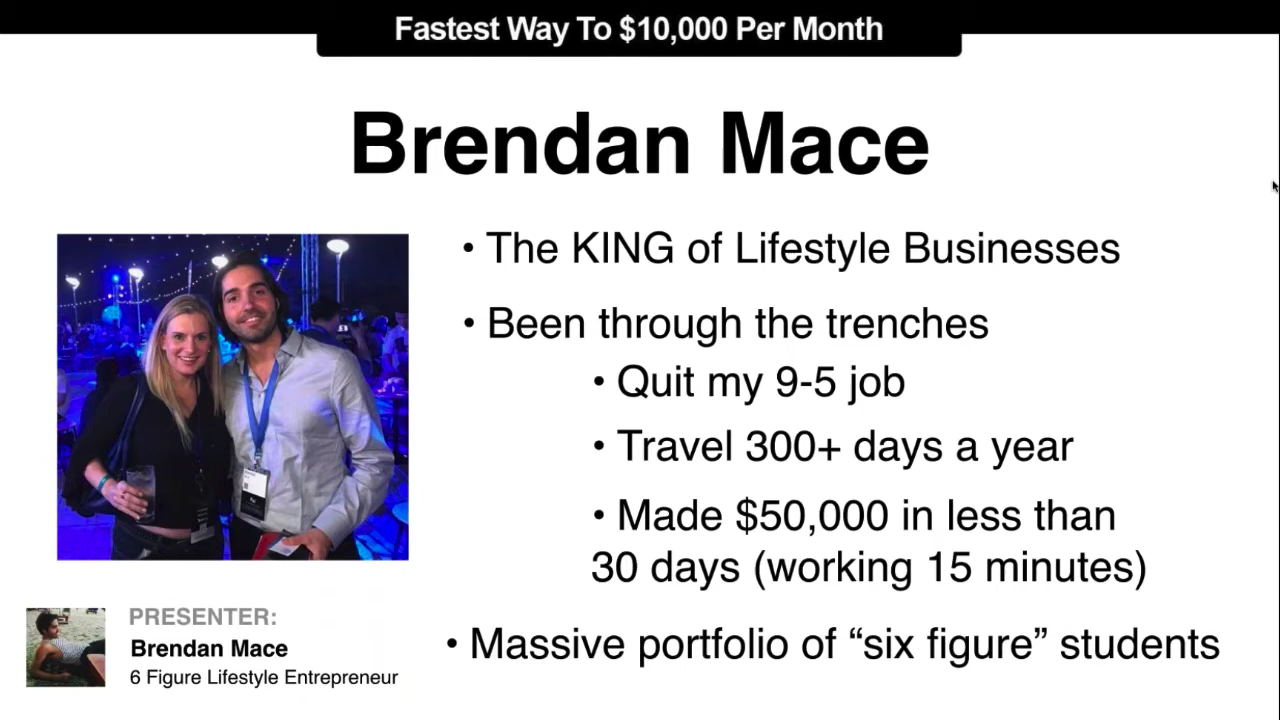 Fastest Way To $10,000 Per Month
Brendan Mace
• The KING of Lifestyle Businesses
• Been through the trenches
• Quit my 9-5 job
• Travel 300+ days a year
• Made $50,000 in less than
30 days (working 15 minutes)
• Massive portfolio of “six figure” students
PRESENTER:
Brendan Mace
6 Figure Lifestyle Entrepreneur